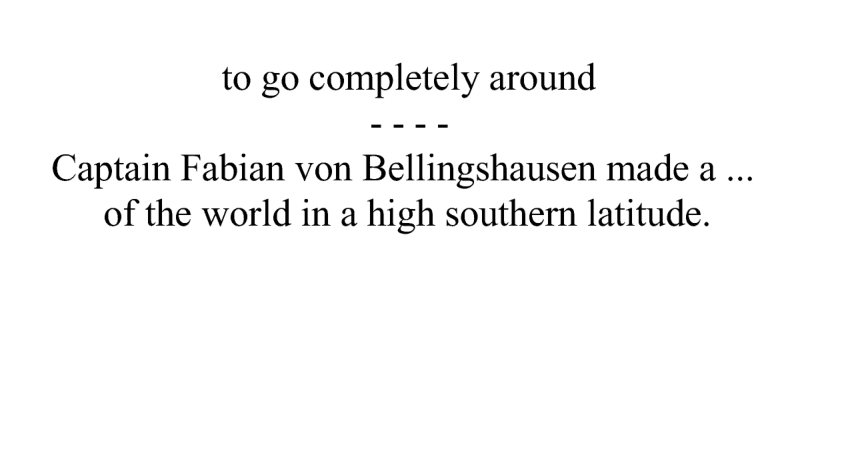 to go completely around
- - - -
Captain Fabian von Bellingshausen made a ...
of the world in a high southern latitude.